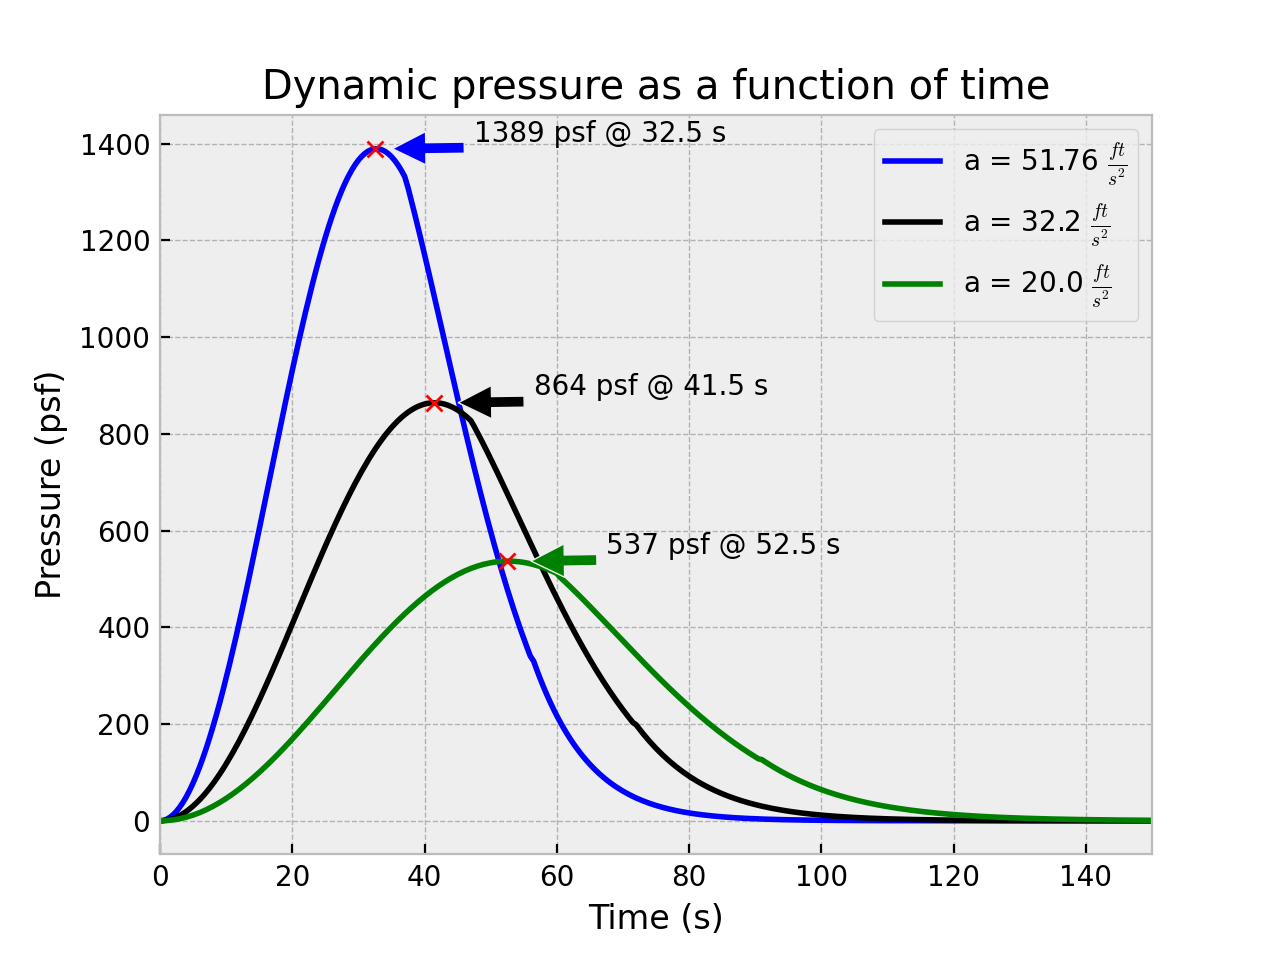 Dynamic pressure as a function of time
1389 psf @ 32.5 s
864 psf @ 41.5 s
537 psf @ 52.5 s
a = 51.76 ft/s²
a = 32.2 ft/s²
a = 20.0 ft/s²
Pressure (psf)
1400
1200
1000
800
600
400
200
0
0 20 40 60 80 100 120 140
Time (s)